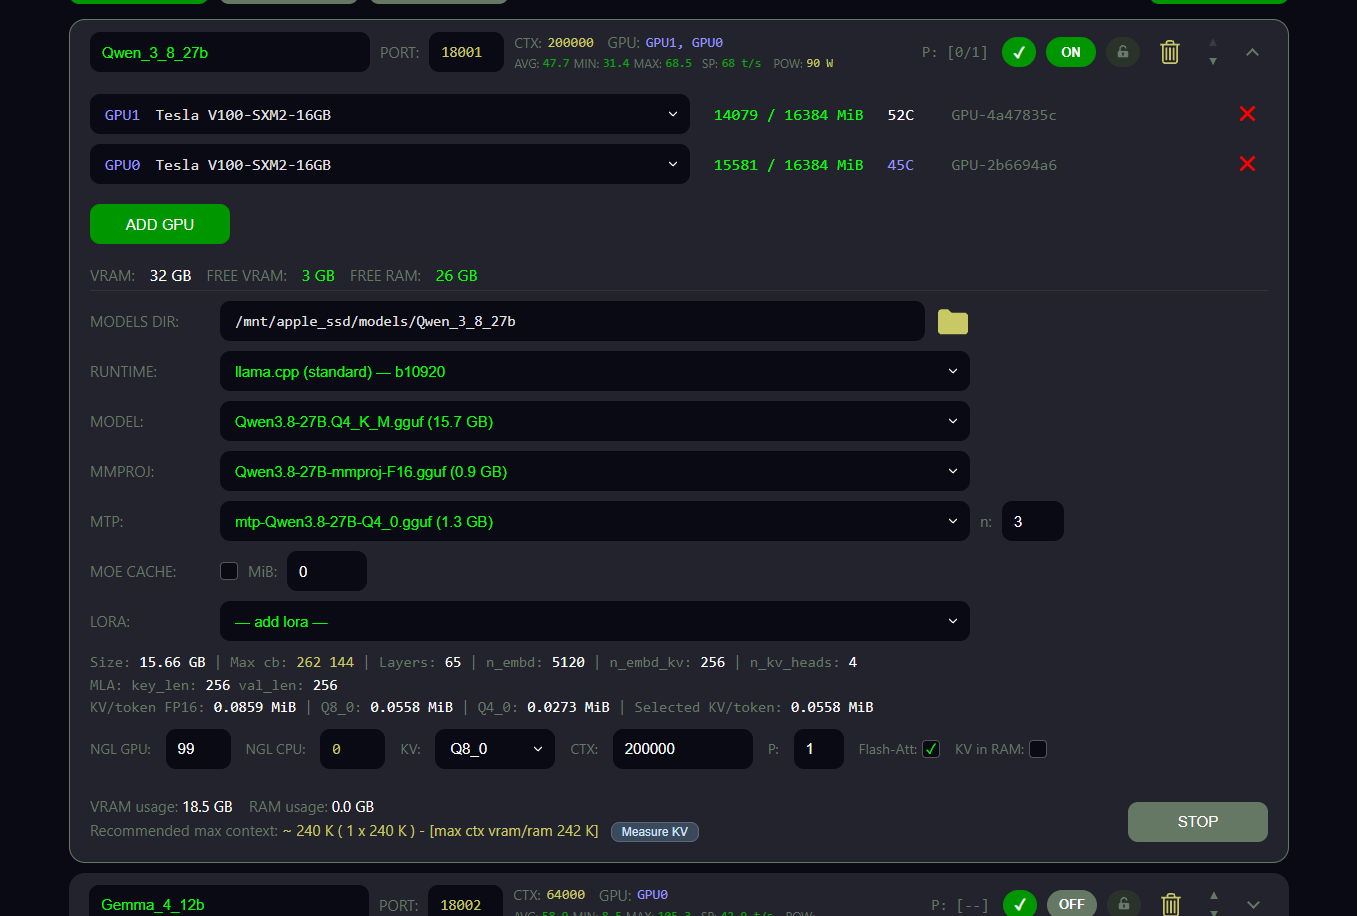 Qwen_3_8_27b PORT: 18001 CTX: 200000 GPU: GPU1, GPU0 P: [0/1] ✓ ON
AVG: 47.7 MIN: 31.4 MAX: 68.5 SP: 68 t/s POW: 90 W
GPU1 Tesla V100-SXM2-16GB 14079 / 16384 MiB 52C GPU-4a47835c
GPU0 Tesla V100-SXM2-16GB 15581 / 16384 MiB 45C GPU-2b6694a6
ADD GPU
VRAM: 32 GB FREE VRAM: 3 GB FREE RAM: 26 GB
MODELS DIR: /mnt/apple_ssd/models/Qwen_3_8_27b
RUNTIME: llama.cpp (standard) — b10920
MODEL: Qwen3.8-27B.Q4_K_M.gguf (15.7 GB)
MMPROJ: Qwen3.8-27B-mmproj-F16.gguf (0.9 GB)
MTP: mtp-Qwen3.8-27B-Q4_0.gguf (1.3 GB) n: 3
MOE CACHE: MiB: 0
LORA: — add lora —
Size: 15.66 GB | Max cb: 262 144 | Layers: 65 | n_embd: 5120 | n_embd_kv: 256 | n_kv_heads: 4
MLA: key_len: 256 val_len: 256
KV/token FP16: 0.0859 MiB | Q8_0: 0.0558 MiB | Q4_0: 0.0273 MiB | Selected KV/token: 0.0558 MiB
NGL GPU: 99 NGL CPU: 0 KV: Q8_0 CTX: 200000 P: 1 Flash-Att: ✓ KV in RAM:
VRAM usage: 18.5 GB RAM usage: 0.0 GB
Recommended max context: ~ 240 K ( 1 x 240 K ) - [max ctx vram/ram 242 K] Measure KV
STOP
Gemma_4_12b PORT: 18002 CTX: 64000 GPU: GPU0 P: [--] ✓ OFF